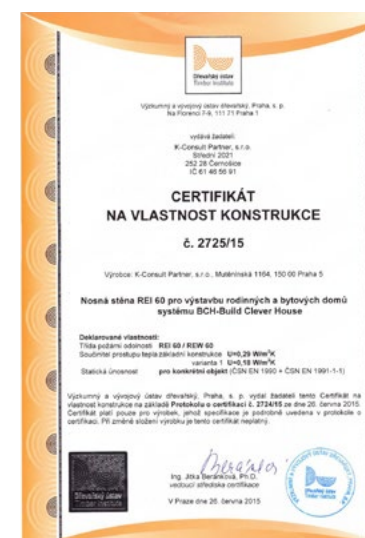 Dřevařský ústav
Timber Institute
Výzkumný a vývojový ústav dřevařský, Praha, s. p.
Na Florenci 7-9, 111 71 Praha 1
vydává žadateli:
K-Consult Partner, s.r.o.
Střední 2021
252 28 Černošice
IČ 61 46 56 91
CERTIFIKÁT
NA VLASTNOST KONSTRUKCE
č. 2725/15
Výrobce: K-Consult Partner, s.r.o., Mutěnínská 1164, 150 00 Praha 5
Nosná stěna REI 60 pro výstavbu rodinných a bytových domů
systému BCH-Build Clever House
Deklarované vlastnosti:
Třída požární odolnosti REI 60 / REW 60
Součinitel prostupu tepla základní konstrukce U=0,29 W/m²K
varianta 1 U=0,18 W/m²K
Statická únosnost pro konkrétní objekt (ČSN EN 1990 + ČSN EN 1991-1-1)
Výzkumný a vývojový ústav dřevařský, Praha, s. p. vydal žadateli tento Certifikát na
vlastnost konstrukce na základě Protokolu o certifikaci č. 2724/15 ze dne 26. června 2015.
Certifikát platí pouze pro výrobek, jehož specifikace je podrobně uvedena v protokole o
certifikaci. Při změně složení výrobku je tento certifikát neplatný.
Ing. Jitka Beránková, Ph.D.
vedoucí střediska certifikace
V Praze dne 26. června 2015
Dřevařský ústav
Timber Institute
Dřevařský ústav